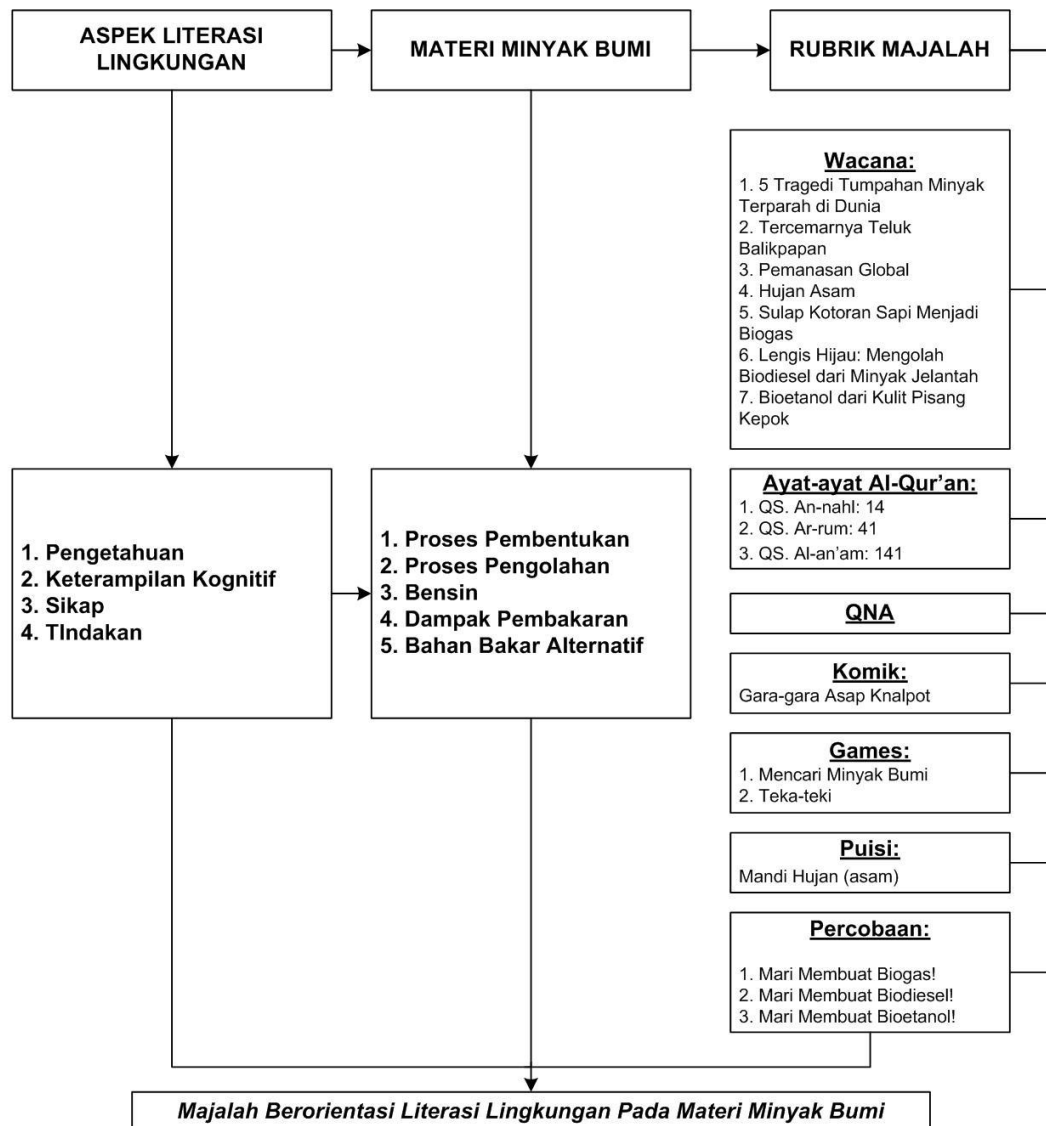 ASPEK LITERASI
LINGKUNGAN
MATERI MINYAK BUMI
RUBRIK MAJALAH
1. Pengetahuan
2. Keterampilan Kognitif
3. Sikap
4. TIndakan
1. Proses Pembentukan
2. Proses Pengolahan
3. Bensin
4. Dampak Pembakaran
5. Bahan Bakar Alternatif
Wacana:
1. 5 Tragedi Tumpahan Minyak
Terparah di Dunia
2. Tercemarnya Teluk
Balikpapan
3. Pemanasan Global
4. Hujan Asam
5. Sulap Kotoran Sapi Menjadi
Biogas
6. Lengis Hijau: Mengolah
Biodiesel dari Minyak Jelantah
7. Bioetanol dari Kulit Pisang
Kepok
Ayat-ayat Al-Qur’an:
1. QS. An-nahl: 14
2. QS. Ar-rum: 41
3. QS. Al-an’am: 141
QNA
Komik:
Gara-gara Asap Knalpot
Games:
1. Mencari Minyak Bumi
2. Teka-teki
Puisi:
Mandi Hujan (asam)
Percobaan:
1. Mari Membuat Biogas!
2. Mari Membuat Biodiesel!
3. Mari Membuat Bioetanol!
Majalah Berorientasi Literasi Lingkungan Pada Materi Minyak Bumi